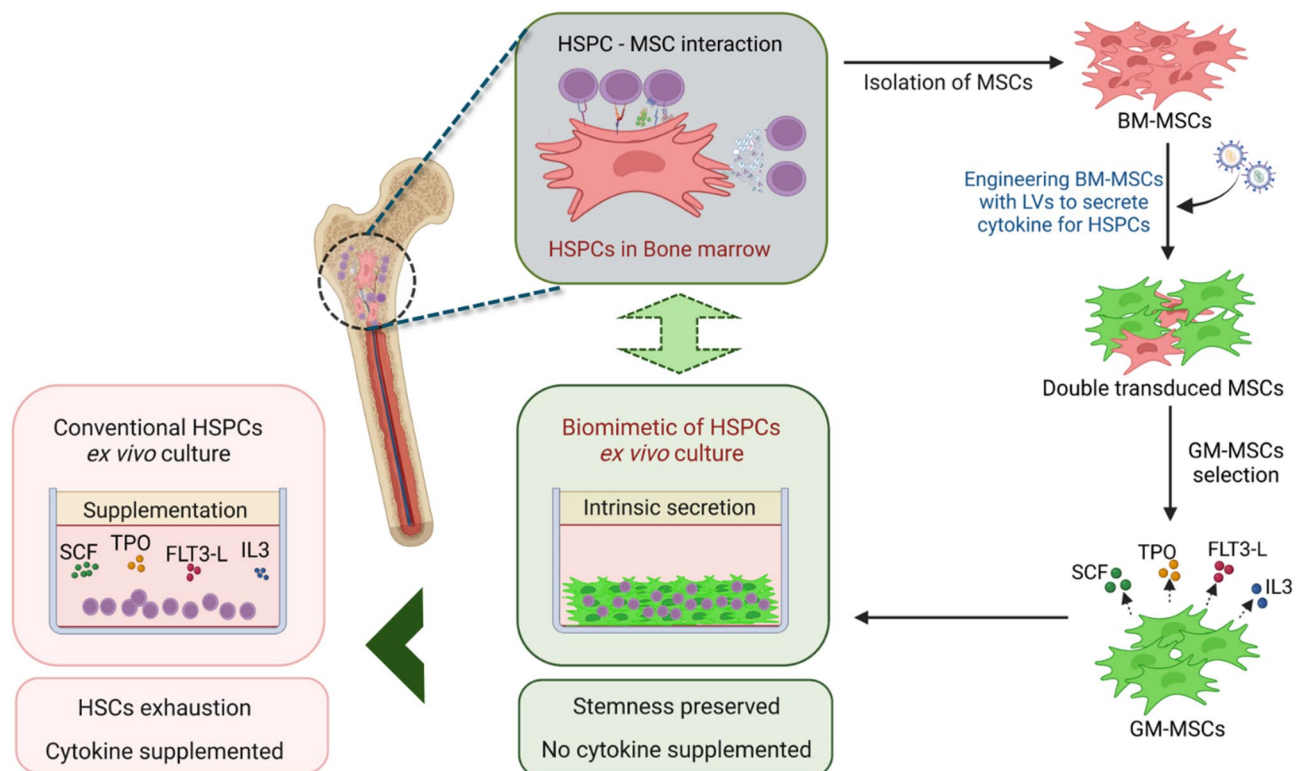 HSPC - MSC interaction
HSPCs in Bone marrow
Isolation of MSCs
BM-MSCs
Engineering BM-MSCs
with LVs to secrete
cytokine for HSPCs
Double transduced MSCs
GM-MSCs
selection
SCF
TPO
FLT3-L
IL3
GM-MSCs
Conventional HSPCs
ex vivo culture
Supplementation
SCF
TPO
FLT3-L
IL3
HSCs exhaustion
Cytokine supplemented
Biomimetic of HSPCs
ex vivo culture
Intrinsic secretion
Stemness preserved
No cytokine supplemented